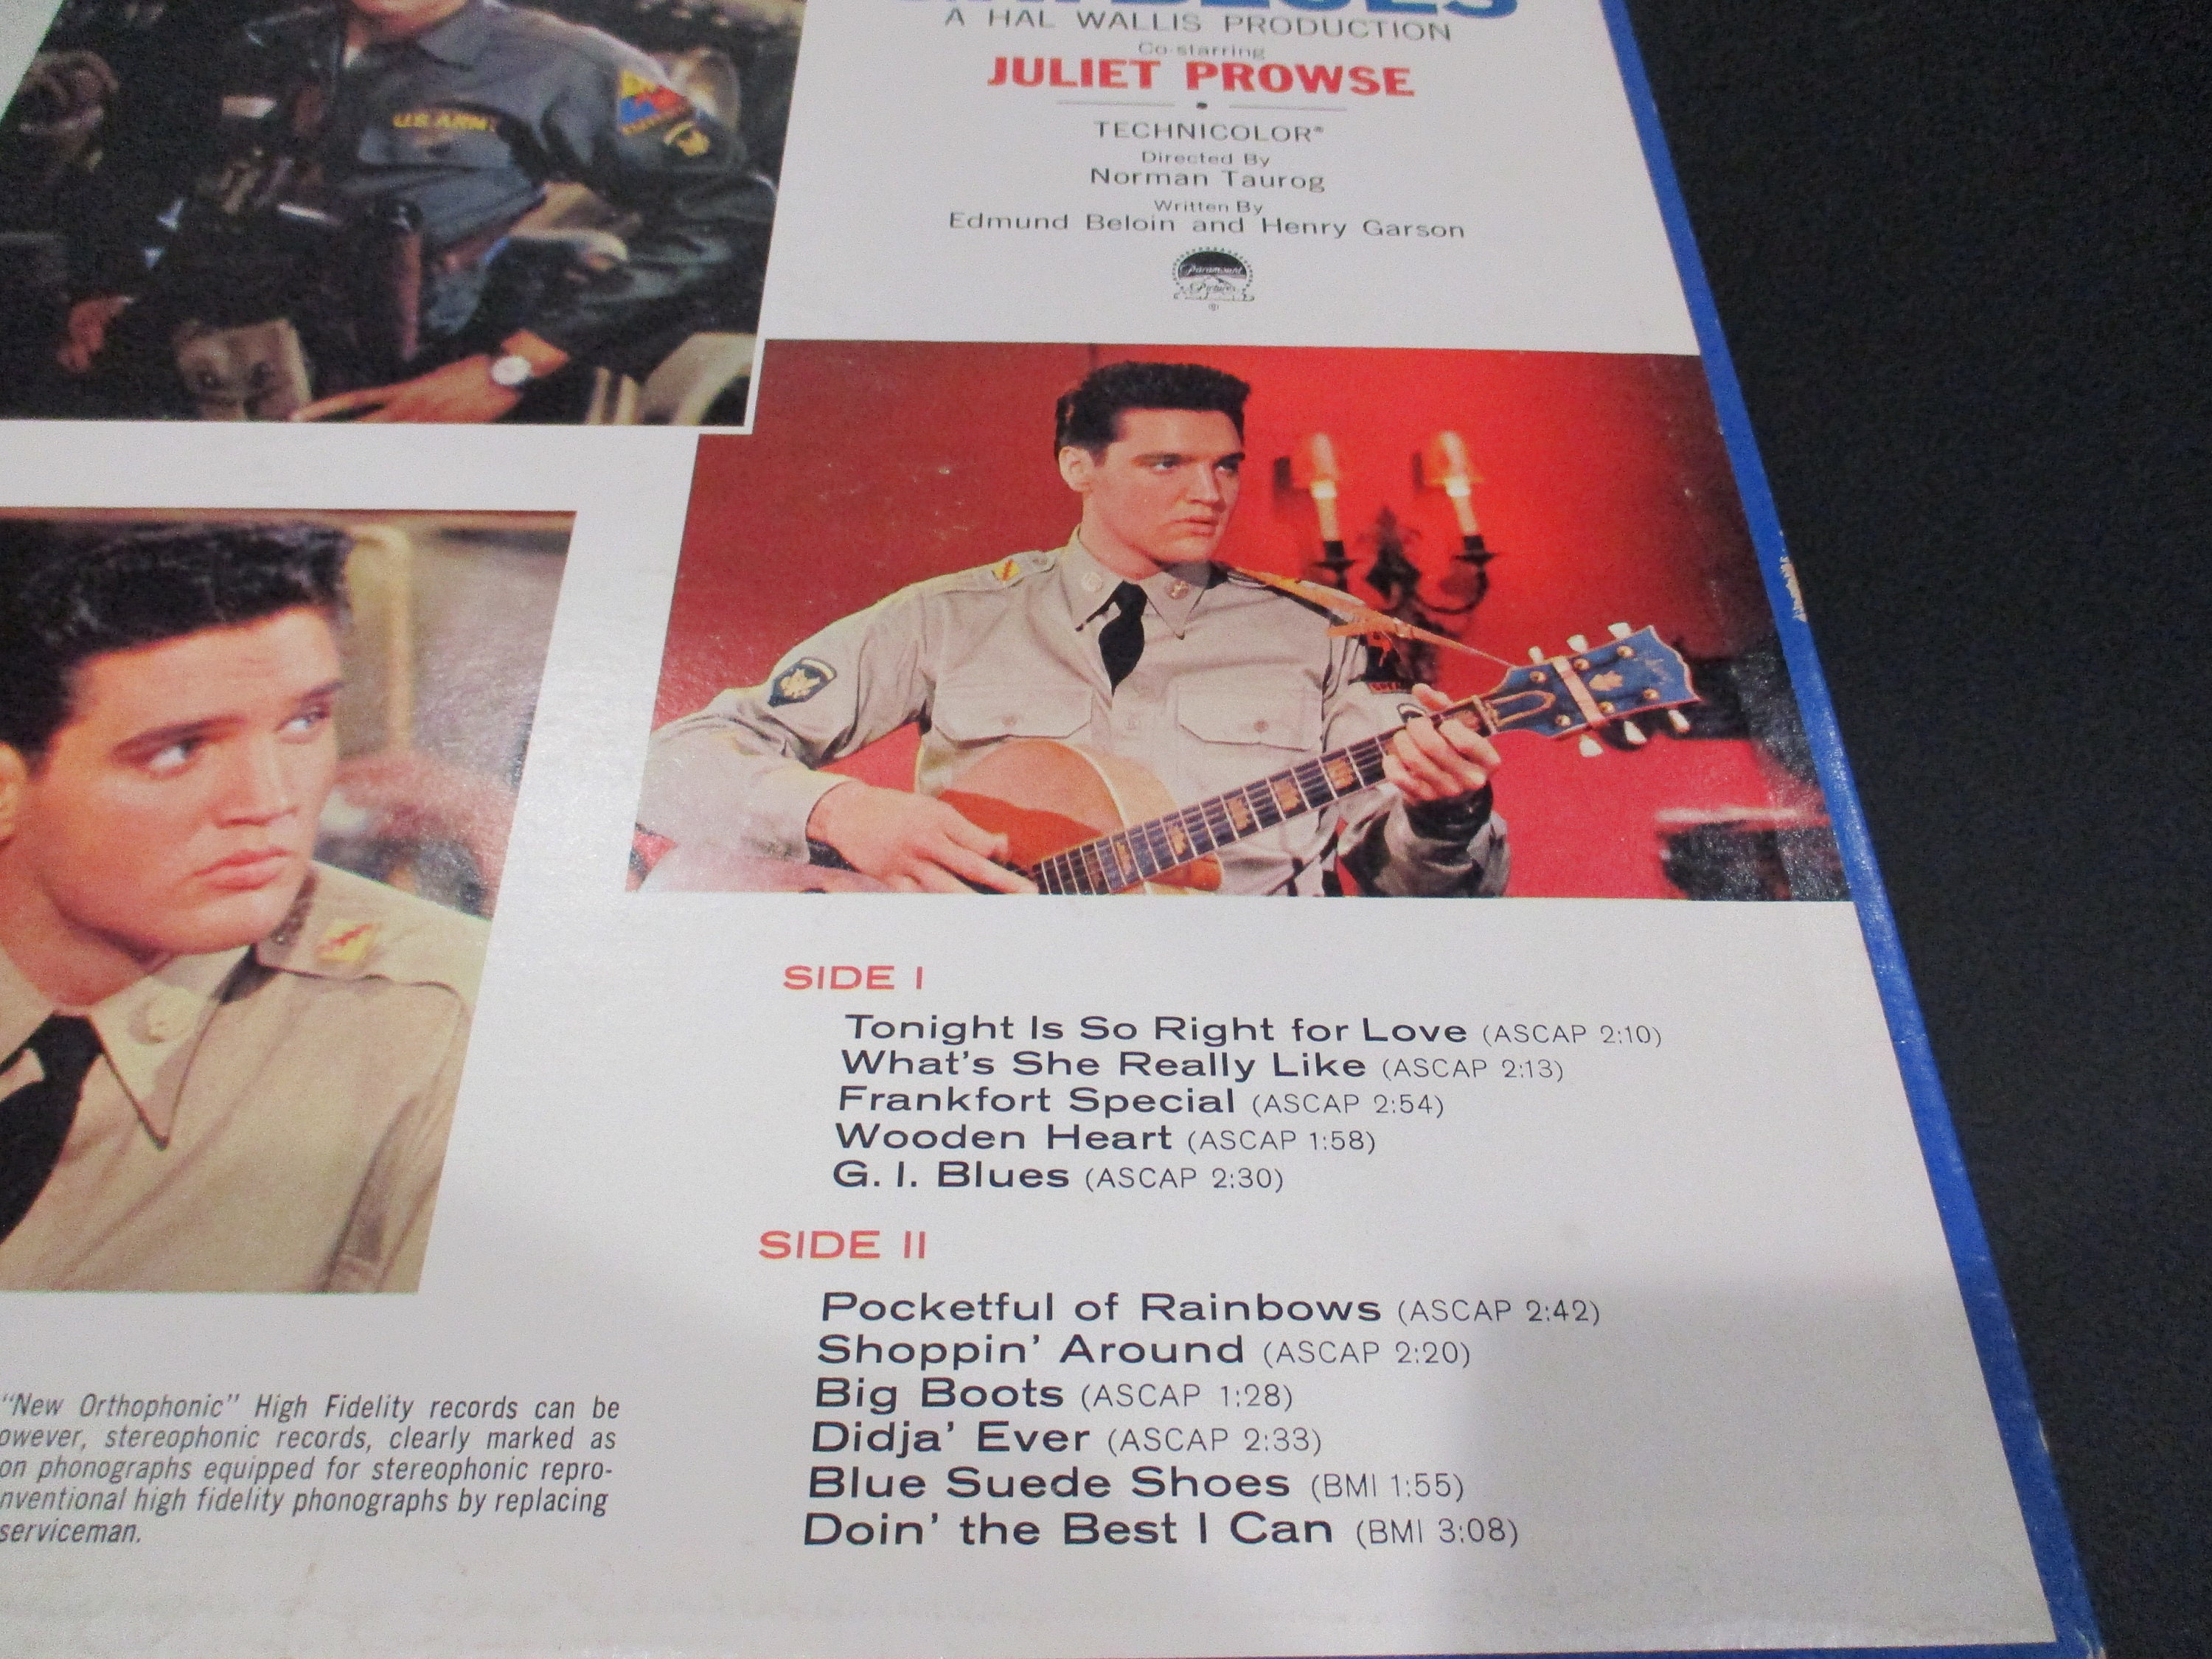 BLUES
A HAL WALLIS PRODUCTION
Co-starring
JULIET PROWSE
TECHNICOLOR®
Directed By
Norman Taurog
Written By
Edmund Beloin and Henry Garson
Paramount
Pictures
®
U.S. ARMY
SIDE I
Tonight Is So Right for Love (ASCAP 2:10)
What's She Really Like (ASCAP 2:13)
Frankfort Special (ASCAP 2:54)
Wooden Heart (ASCAP 1:58)
G. I. Blues (ASCAP 2:30)
SIDE II
Pocketful of Rainbows (ASCAP 2:42)
Shoppin' Around (ASCAP 2:20)
Big Boots (ASCAP 1:28)
Didja' Ever (ASCAP 2:33)
Blue Suede Shoes (BMI 1:55)
Doin' the Best I Can (BMI 3:08)
"New Orthophonic" High Fidelity records can be
owever, stereophonic records, clearly marked as
on phonographs equipped for stereophonic repro-
nventional high fidelity phonographs by replacing
serviceman.